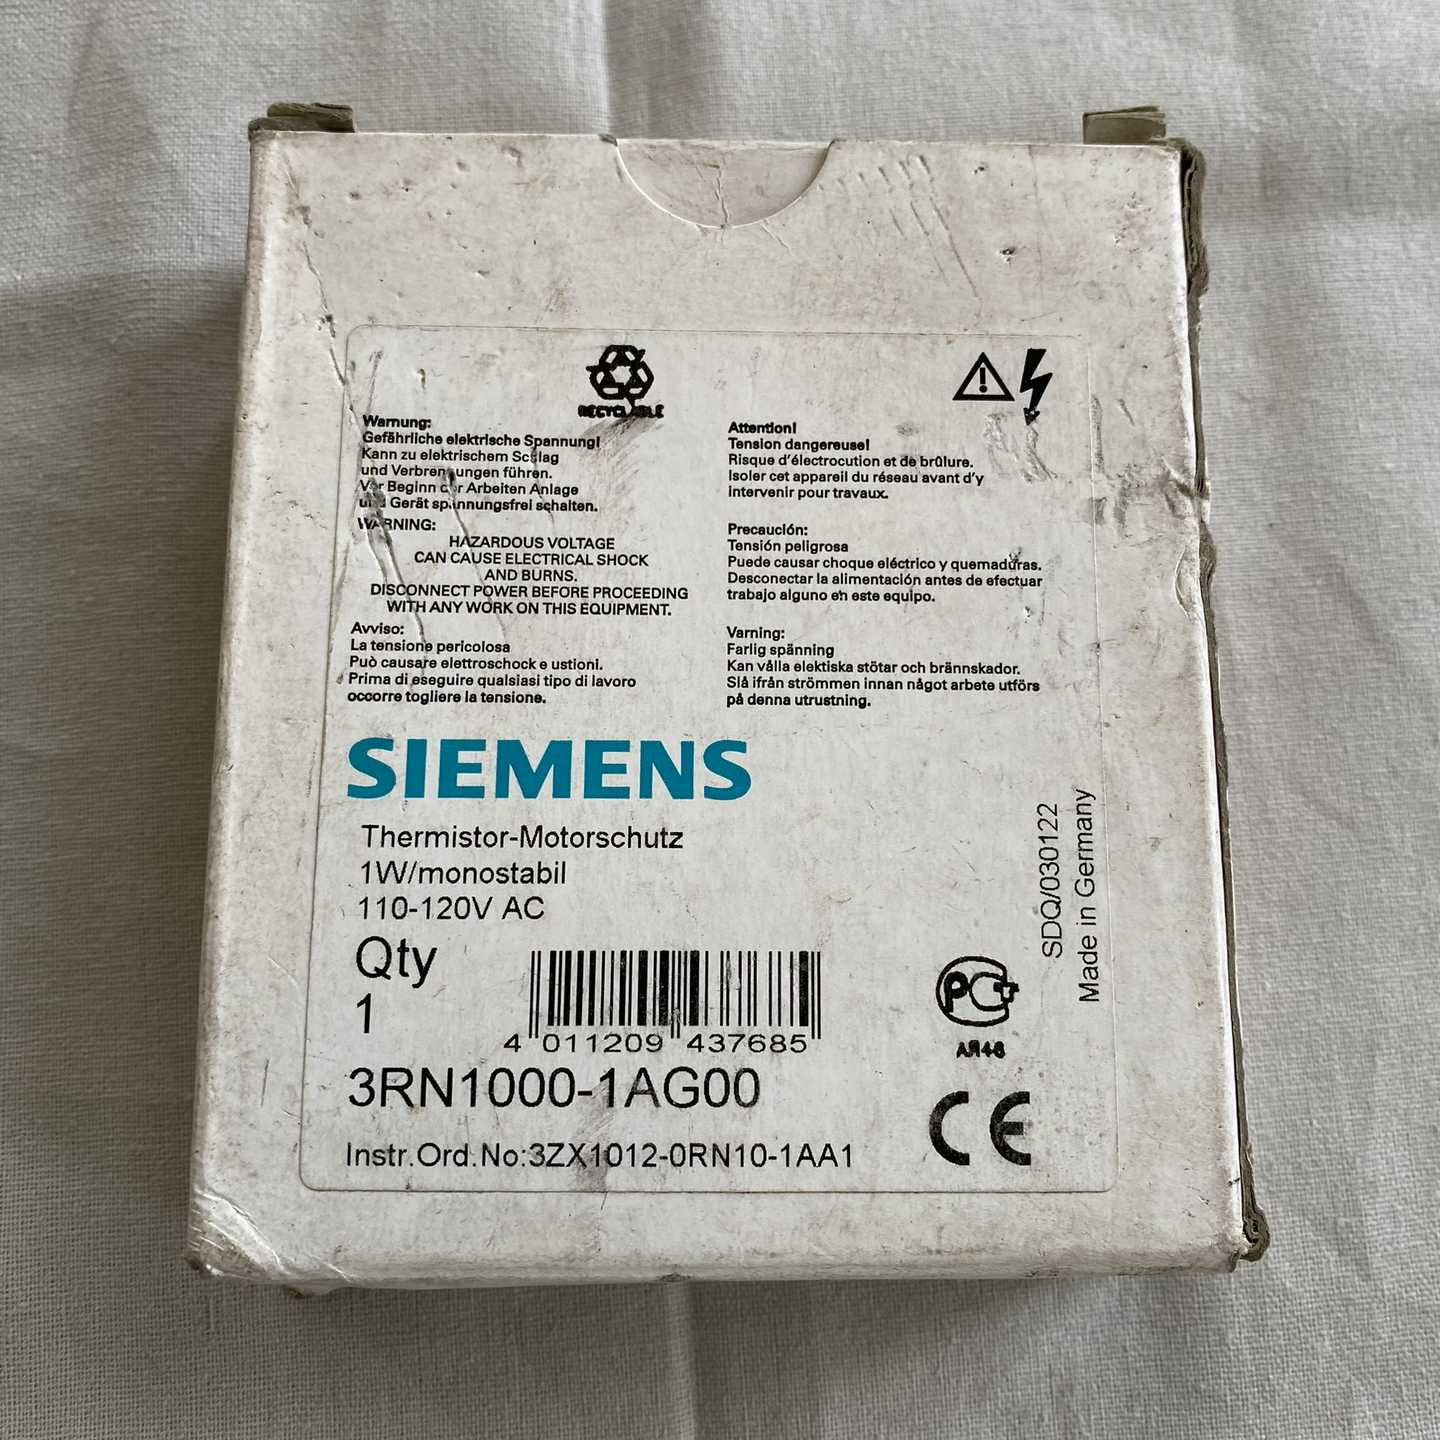 RECYCLABLE
Warnung:
Gefährliche elektrische Spannung!
Kann zu elektrischem Schlag
und Verbrennungen führen.
Vor Beginn der Arbeiten Anlage
und Gerät spannungsfrei schalten.
WARNING:
HAZARDOUS VOLTAGE
CAN CAUSE ELECTRICAL SHOCK
AND BURNS.
DISCONNECT POWER BEFORE PROCEEDING
WITH ANY WORK ON THIS EQUIPMENT.
Avviso:
La tensione pericolosa
Può causare elettroschock e ustioni.
Prima di eseguire qualsiasi tipo di lavoro
occorre togliere la tensione.
Attention!
Tension dangereuse!
Risque d'électrocution et de brûlure.
Isoler cet appareil du réseau avant d'y
intervenir pour travaux.
Precaución:
Tensión peligrosa
Puede causar choque eléctrico y quemaduras.
Desconectar la alimentación antes de efectuar
trabajo alguno en este equipo.
Varning:
Farlig spänning
Kan vålla elektiska stötar och brännskador.
Slå ifrån strömmen innan något arbete utförs
på denna utrustning.
SIEMENS
Thermistor-Motorschutz
1W/monostabil
110-120V AC
Qty
1
4 011209 437685
3RN1000-1AG00
Instr.Ord.No:3ZX1012-0RN10-1AA1
SDQ/030122
Made in Germany
РСТ
АЯ46
CE